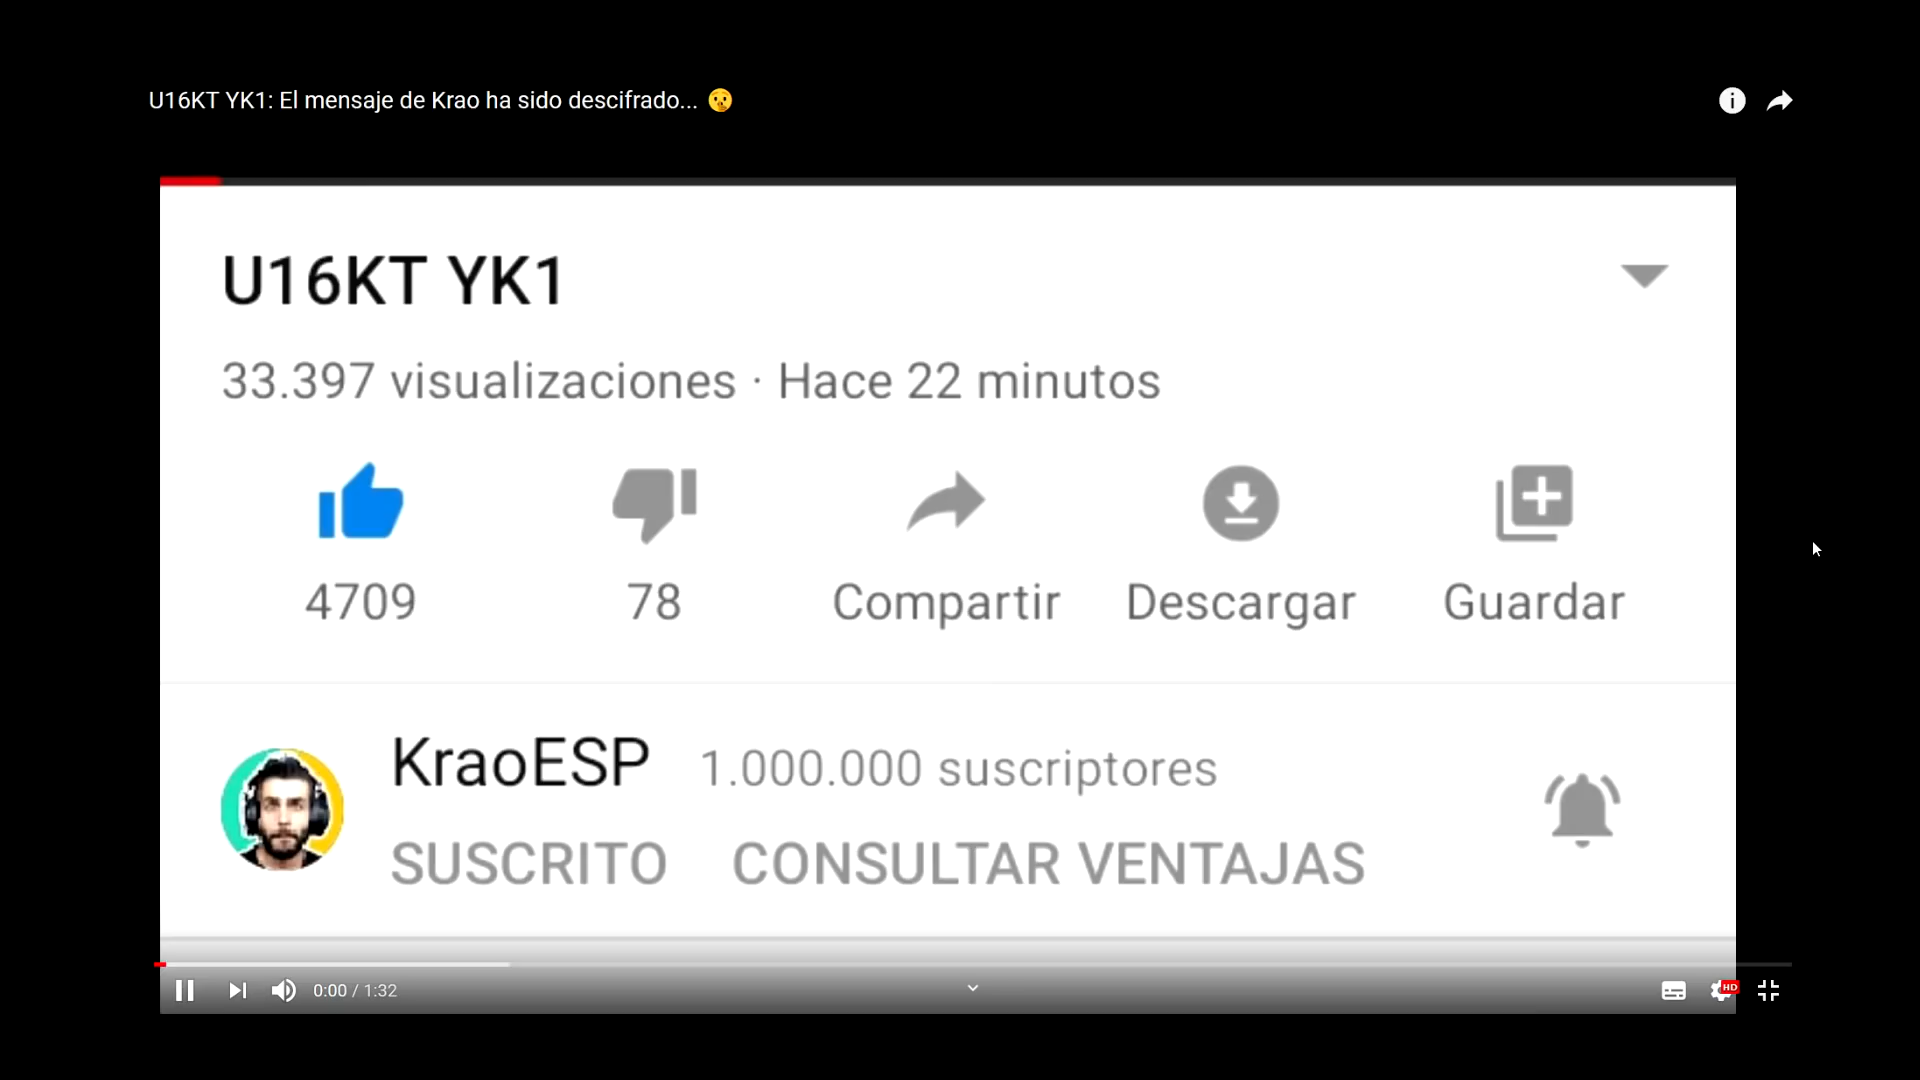 U16KT YK1: El mensaje de Krao ha sido descifrado... 🤫
U16KT YK1
33.397 visualizaciones · Hace 22 minutos
4709 78 Compartir Descargar Guardar
KraoESP 1.000.000 suscriptores
SUSCRITO CONSULTAR VENTAJAS
0:00 / 1:32 HD